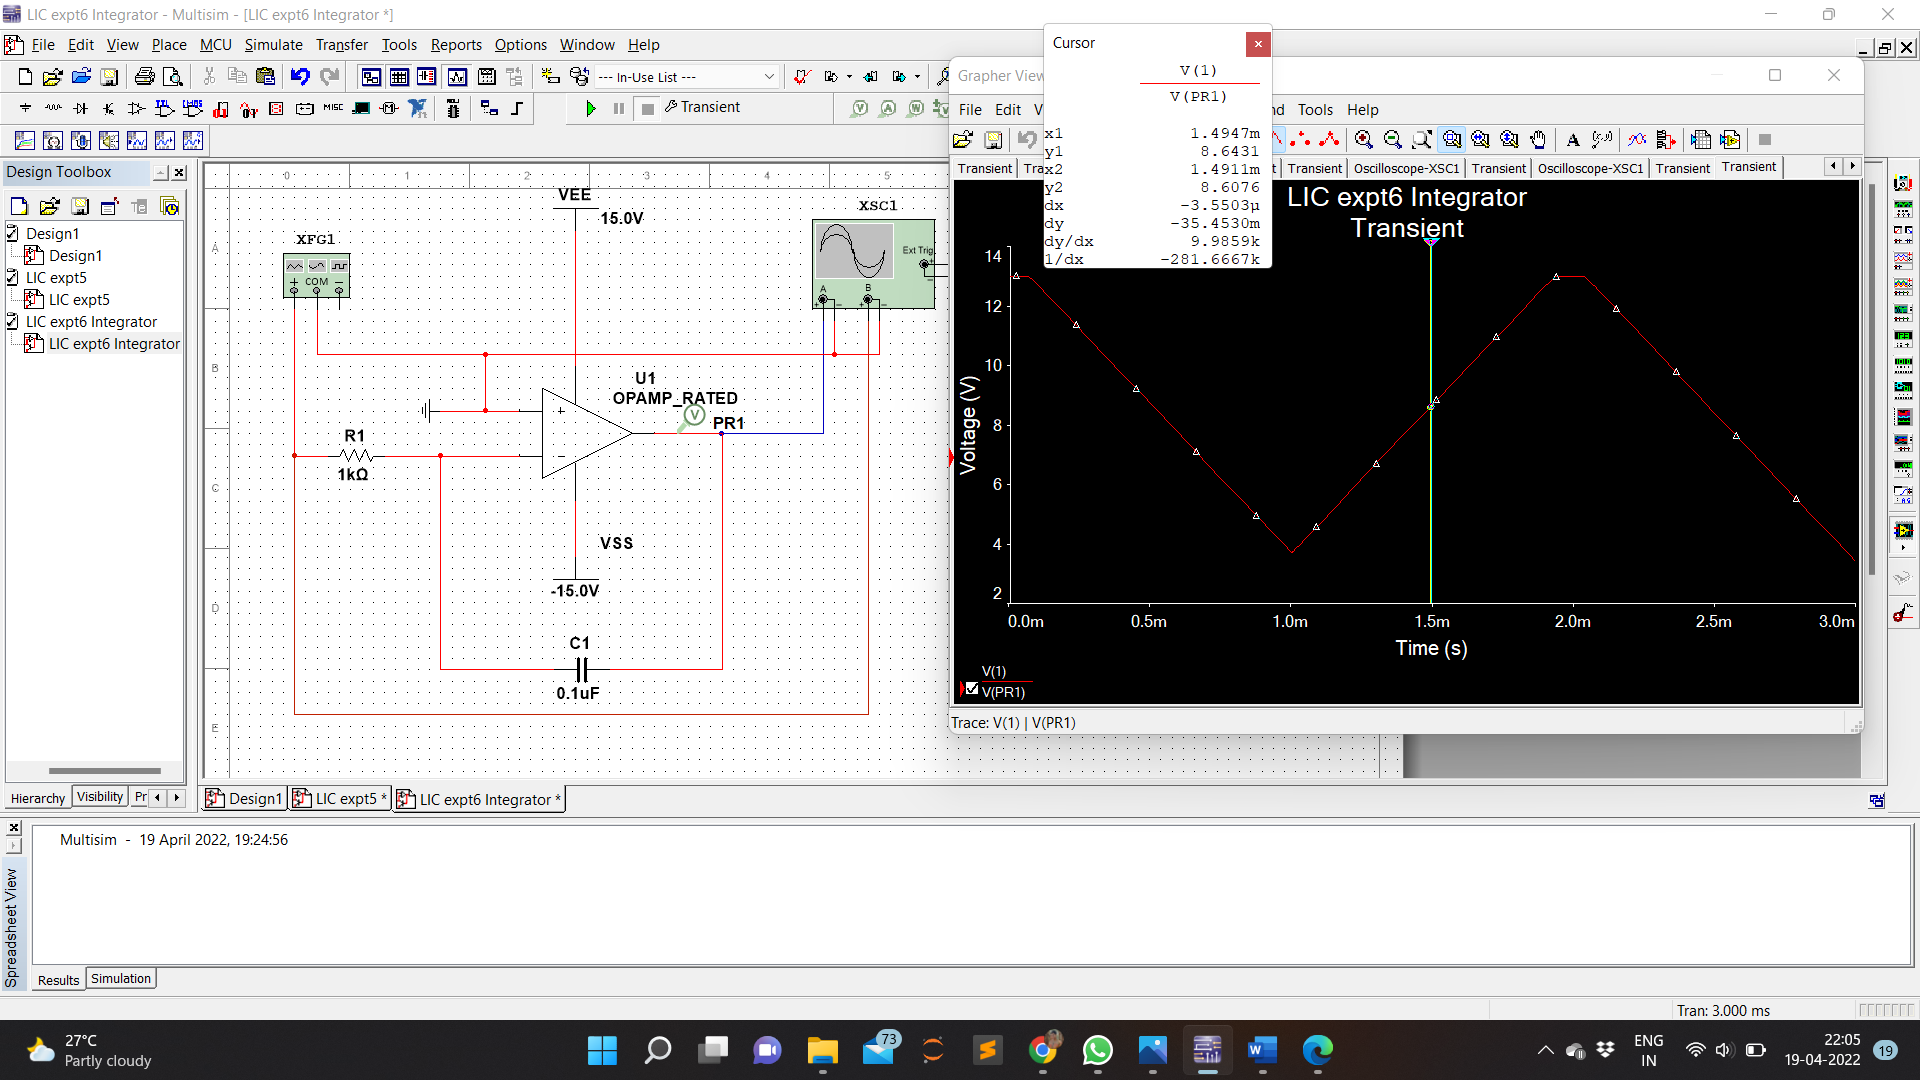 LIC expt6 Integrator - Multisim - [LIC expt6 Integrator *]
File Edit View Place MCU Simulate Transfer Tools Reports Options Window Help
--- In-Use List ---
MISC
Transient
Design Toolbox
Design1
Design1
LIC expt5
LIC expt5
LIC expt6 Integrator
LIC expt6 Integrator
Hierarchy Visibility Pr
0 1 2 3 4 5
A
B
C
D
E
VEE
15.0V
XFG1
COM
XSC1
Ext Trig
A
B
U1
OPAMP_RATED
V
PR1
R1
1kΩ
VSS
-15.0V
C1
0.1uF
Design1 LIC expt5 * LIC expt6 Integrator *
Cursor
V(1)
V(PR1)
x1 1.4947m
y1 8.6431
x2 1.4911m
y2 8.6076
dx -3.5503µ
dy -35.4530m
dy/dx 9.9859k
1/dx -281.6667k
Grapher View
File Edit V nd Tools Help
Transient Tra t Transient Oscilloscope-XSC1 Transient Oscilloscope-XSC1 Transient Transient
LIC expt6 Integrator
Transient
Voltage (V)
14
12
10
8
6
4
2
0.0m 0.5m 1.0m 1.5m 2.0m 2.5m 3.0m
Time (s)
V(1)
V(PR1)
Trace: V(1) | V(PR1)
Spreadsheet View
Multisim - 19 April 2022, 19:24:56
Results Simulation
Tran: 3.000 ms
27°C
Partly cloudy
73
ENG
IN
22:05
19-04-2022
19